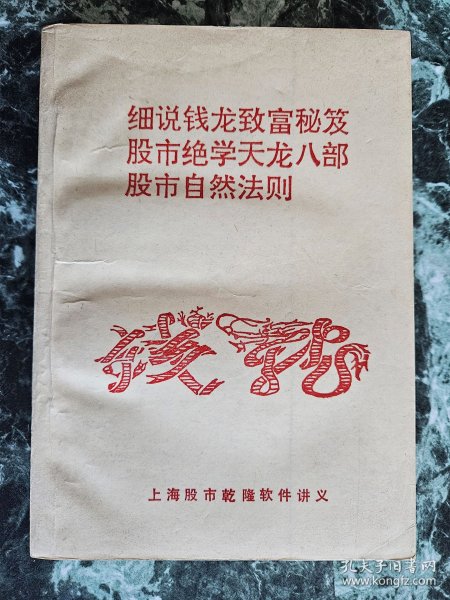 细说钱龙致富秘笈
股市绝学天龙八部
股市自然法则
钱龙
上海股市乾隆软件讲义
孔夫子旧书网
www.kongfz.com